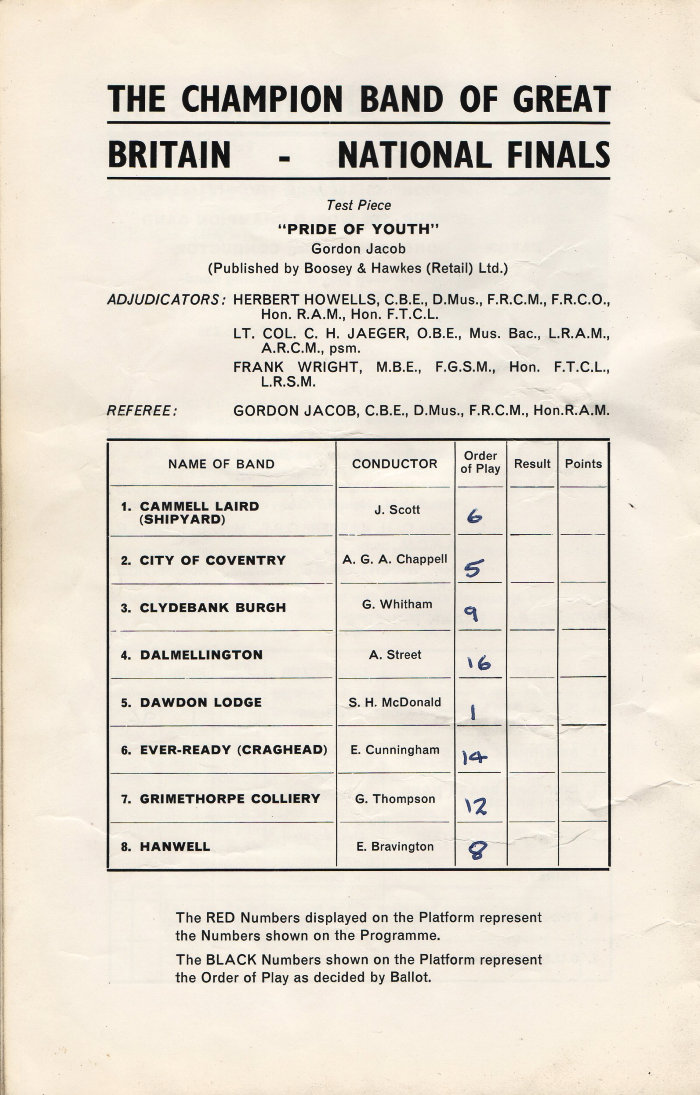 THE CHAMPION BAND OF GREAT
BRITAIN - NATIONAL FINALS
Test Piece
"PRIDE OF YOUTH"
Gordon Jacob
(Published by Boosey & Hawkes (Retail) Ltd.)
ADJUDICATORS: HERBERT HOWELLS, C.B.E., D.Mus., F.R.C.M., F.R.C.O.,
Hon. R.A.M., Hon. F.T.C.L.
LT. COL. C. H. JAEGER, O.B.E., Mus. Bac., L.R.A.M.,
A.R.C.M., psm.
FRANK WRIGHT, M.B.E., F.G.S.M., Hon. F.T.C.L.,
L.R.S.M.
REFEREE: GORDON JACOB, C.B.E., D.Mus., F.R.C.M., Hon.R.A.M.
NAME OF BAND CONDUCTOR Order of Play Result Points
1. CAMMELL LAIRD J. Scott 6
(SHIPYARD)
2. CITY OF COVENTRY A. G. A. Chappell 5
3. CLYDEBANK BURGH G. Whitham 9
4. DALMELLINGTON A. Street 16
5. DAWDON LODGE S. H. McDonald 1
6. EVER-READY (CRAGHEAD) E. Cunningham 14
7. GRIMETHORPE COLLIERY G. Thompson 12
8. HANWELL E. Bravington 8
The RED Numbers displayed on the Platform represent
the Numbers shown on the Programme.
The BLACK Numbers shown on the Platform represent
the Order of Play as decided by Ballot.